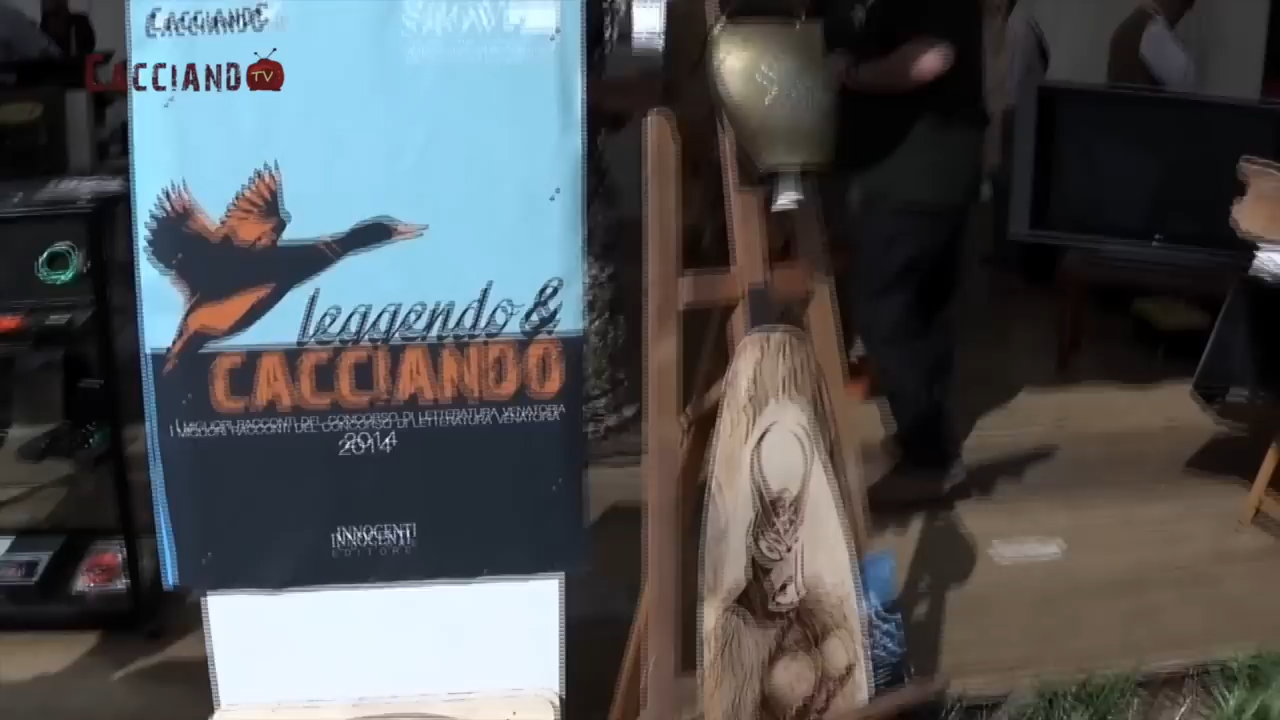 CACCIANDO
CACCIANDO TV
leggendo &
CACCIANDO
I MIGLIORI RACCONTI DEL CONCORSO DI LETTERATURA VENATORIA
2014
INNOCENTI
EDITORE